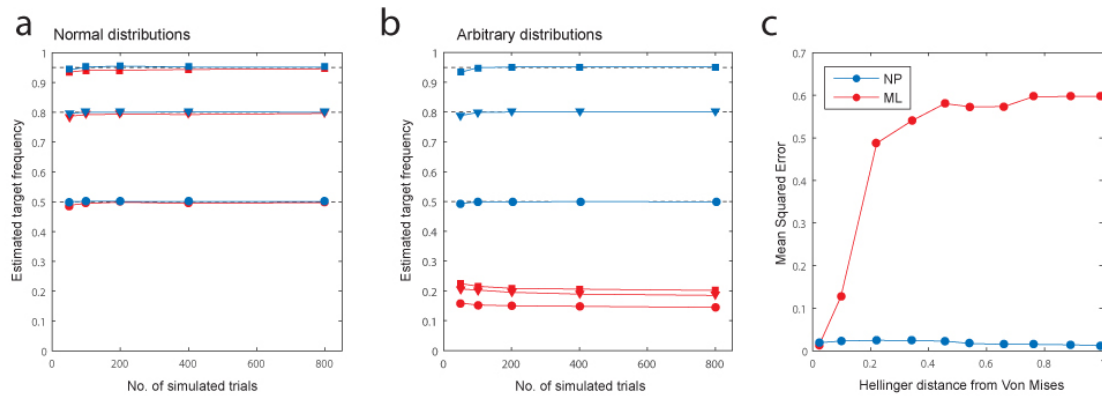 a
Normal distributions
Estimated target frequency
1
0.9
0.8
0.7
0.6
0.5
0.4
0.3
0.2
0.1
0
0 200 400 600 800
No. of simulated trials
b
Arbitrary distributions
Estimated target frequency
1
0.9
0.8
0.7
0.6
0.5
0.4
0.3
0.2
0.1
0
0 200 400 600 800
No. of simulated trials
c
Mean Squared Error
0.7
0.6
0.5
0.4
0.3
0.2
0.1
0
NP
ML
0 0.2 0.4 0.6 0.8 1
Hellinger distance from Von Mises